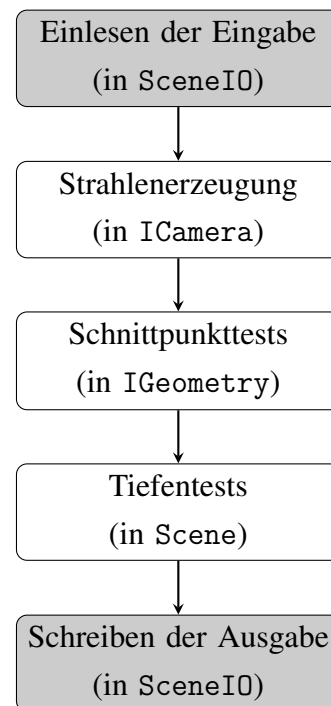 Einlesen der Eingabe
(in SceneIO)
Strahlenerzeugung
(in ICamera)
Schnittpunkttests
(in IGeometry)
Tiefentests
(in Scene)
Schreiben der Ausgabe
(in SceneIO)